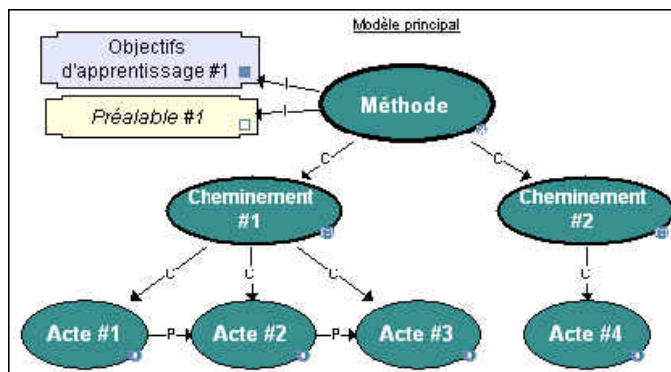 Modèle principal
Objectifs
d'apprentissage #1
I
Préalable #1
I
Méthode
C
C
Cheminement
#1
Cheminement
#2
C
C
C
C
Acte #1
P
Acte #2
P
Acte #3
Acte #4